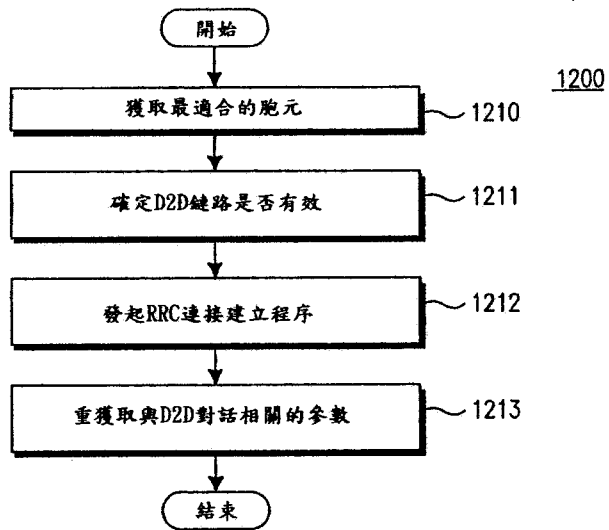 開始
1200
獲取最適合的胞元
1210
確定D2D鏈路是否有效
1211
發起RRC連接建立程序
1212
重獲取與D2D對話相關的參數
1213
結束